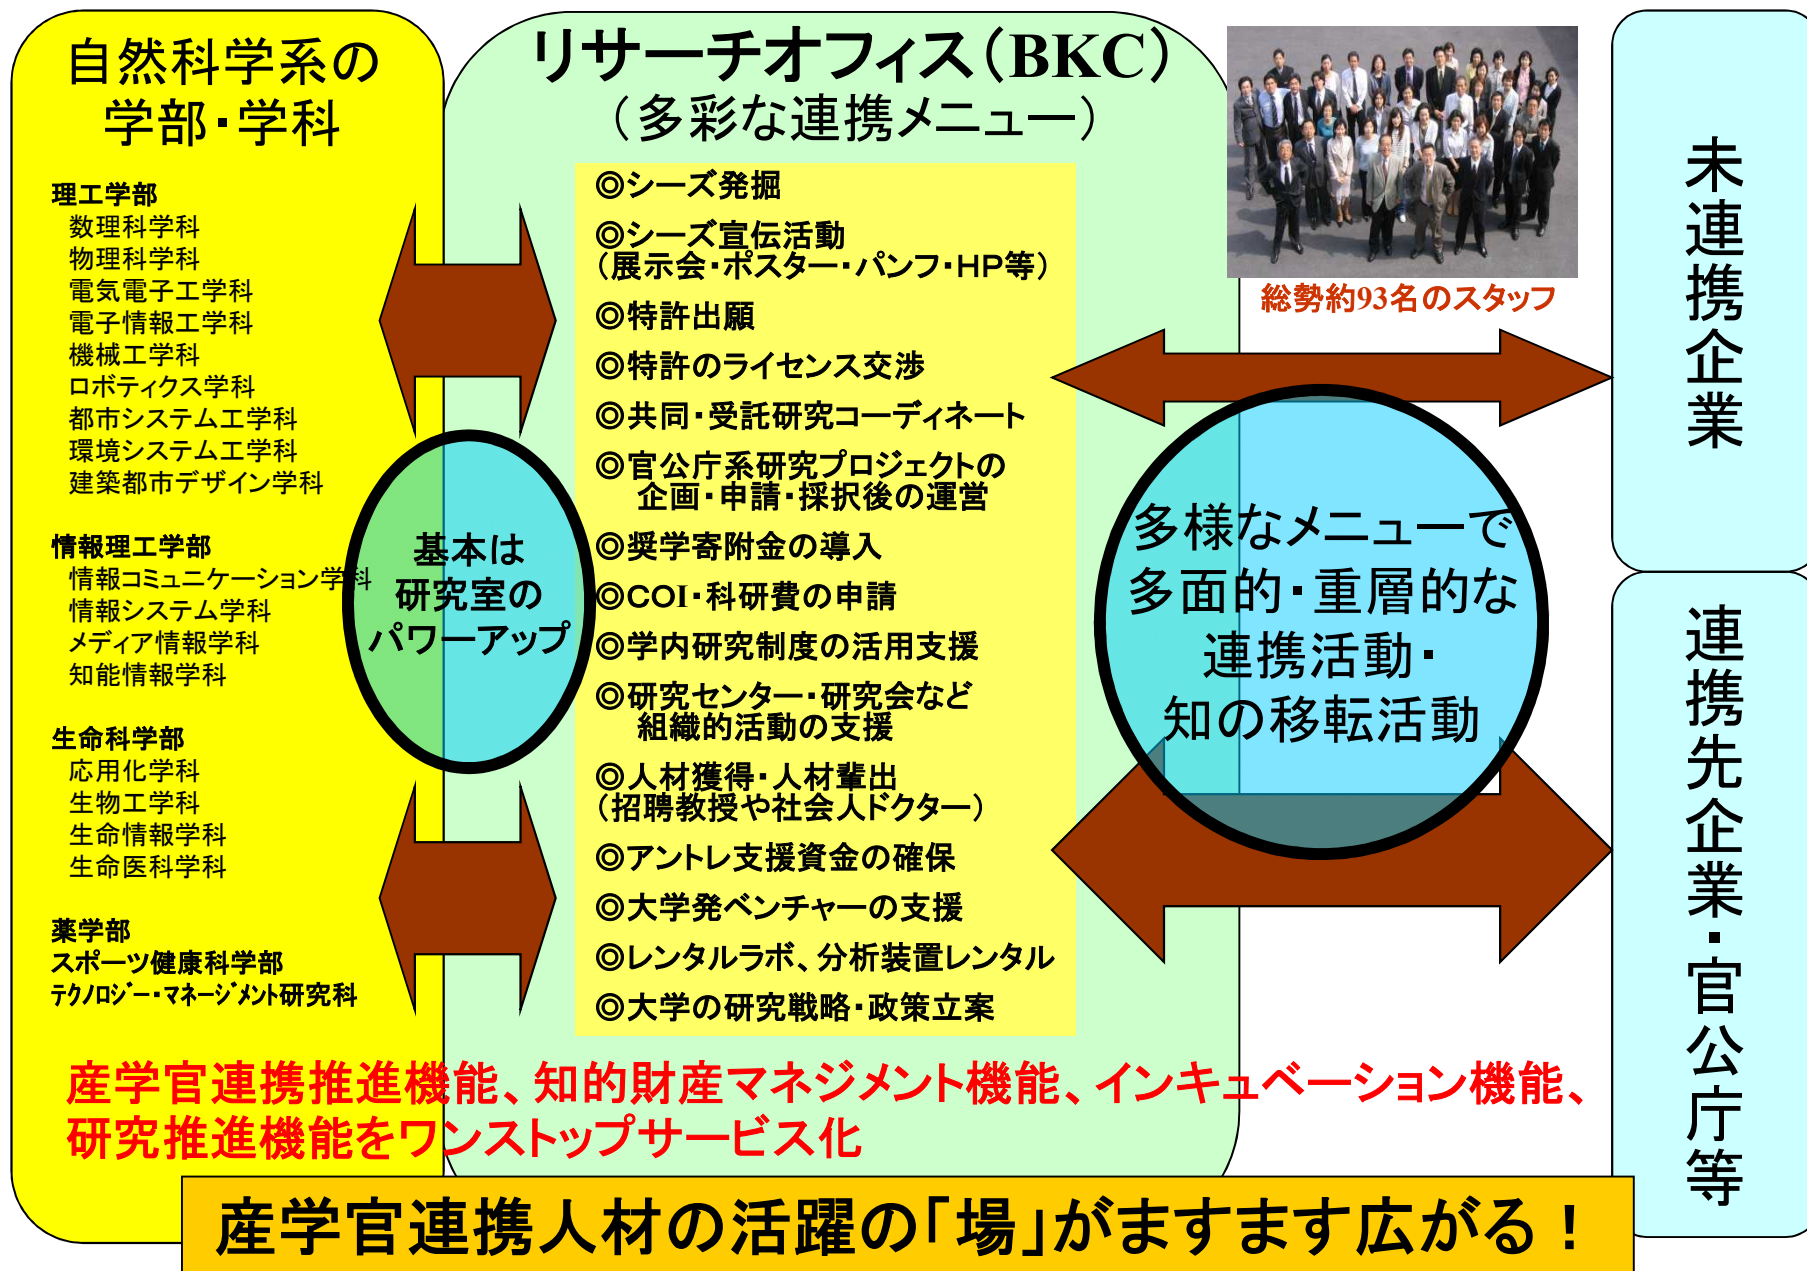 自然科学系の
学部・学科
理工学部
数理科学科
物理科学科
電気電子工学科
電子情報工学科
機械工学科
ロボティクス学科
都市システム工学科
環境システム工学科
建築都市デザイン学科
情報理工学部
情報コミュニケーション学科
情報システム学科
メディア情報学科
知能情報学科
生命科学部
応用化学科
生物工学科
生命情報学科
生命医科学科
薬学部
スポーツ健康科学部
テクノロジー・マネージメント研究科
基本は
研究室の
パワーアップ
リサーチオフィス(BKC)
(多彩な連携メニュー)
◎シーズ発掘
◎シーズ宣伝活動
(展示会・ポスター・パンフ・HP等)
◎特許出願
◎特許のライセンス交渉
◎共同・受託研究コーディネート
◎官公庁系研究プロジェクトの
企画・申請・採択後の運営
◎奨学寄附金の導入
◎COI・科研費の申請
◎学内研究制度の活用支援
◎研究センター・研究会など
組織的活動の支援
◎人材獲得・人材輩出
(招聘教授や社会人ドクター)
◎アントレ支援資金の確保
◎大学発ベンチャーの支援
◎レンタルラボ、分析装置レンタル
◎大学の研究戦略・政策立案
総勢約93名のスタッフ
多様なメニューで
多面的・重層的な
連携活動・
知の移転活動
未連携企業
連携先企業・官公庁等
産学官連携推進機能、知的財産マネジメント機能、インキュベーション機能、
研究推進機能をワンストップサービス化
産学官連携人材の活躍の「場」がますます広がる！